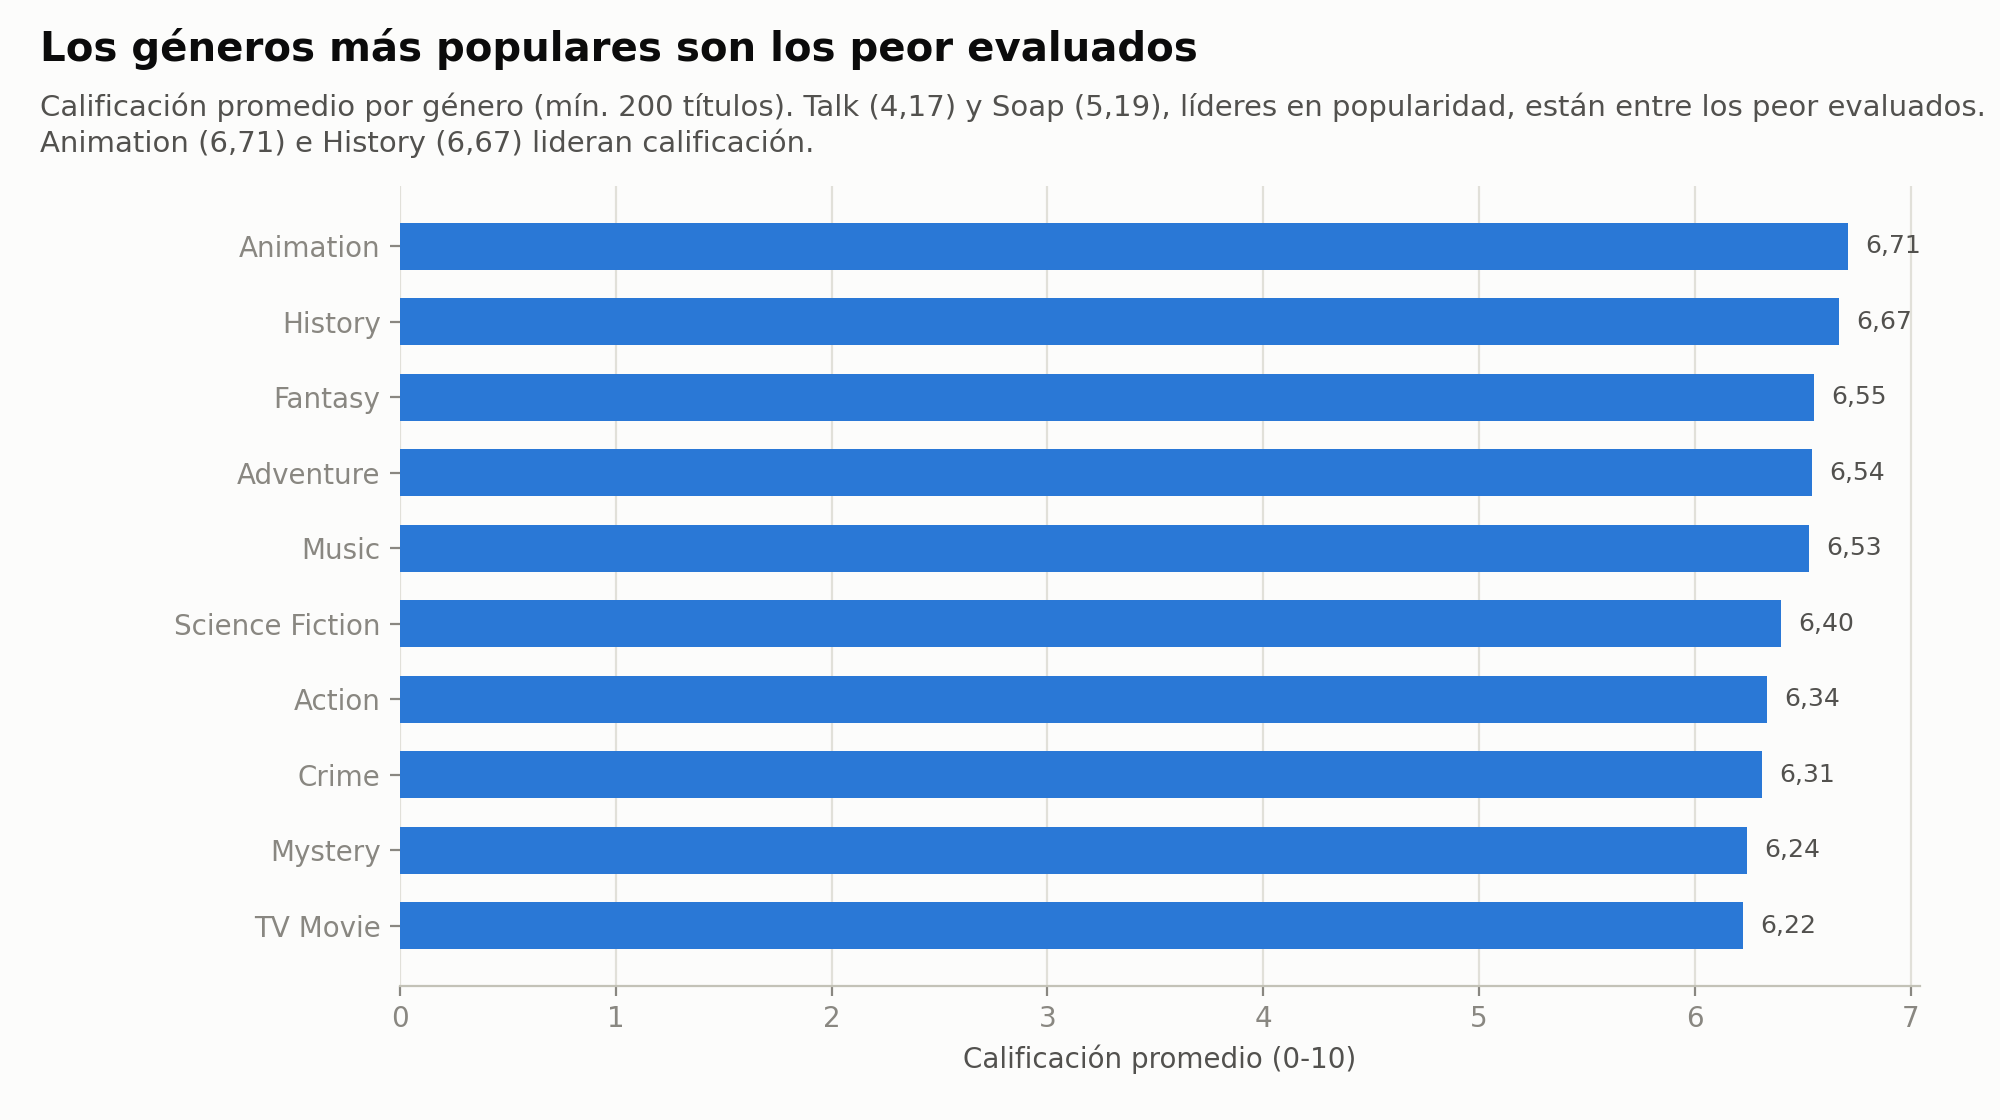 Los géneros más populares son los peor evaluados
Calificación promedio por género (mín. 200 títulos). Talk (4,17) y Soap (5,19), líderes en popularidad, están entre los peor evaluados.
Animation (6,71) e History (6,67) lideran calificación.
Animation 6,71
History 6,67
Fantasy 6,55
Adventure 6,54
Music 6,53
Science Fiction 6,40
Action 6,34
Crime 6,31
Mystery 6,24
TV Movie 6,22
0 1 2 3 4 5 6 7
Calificación promedio (0-10)